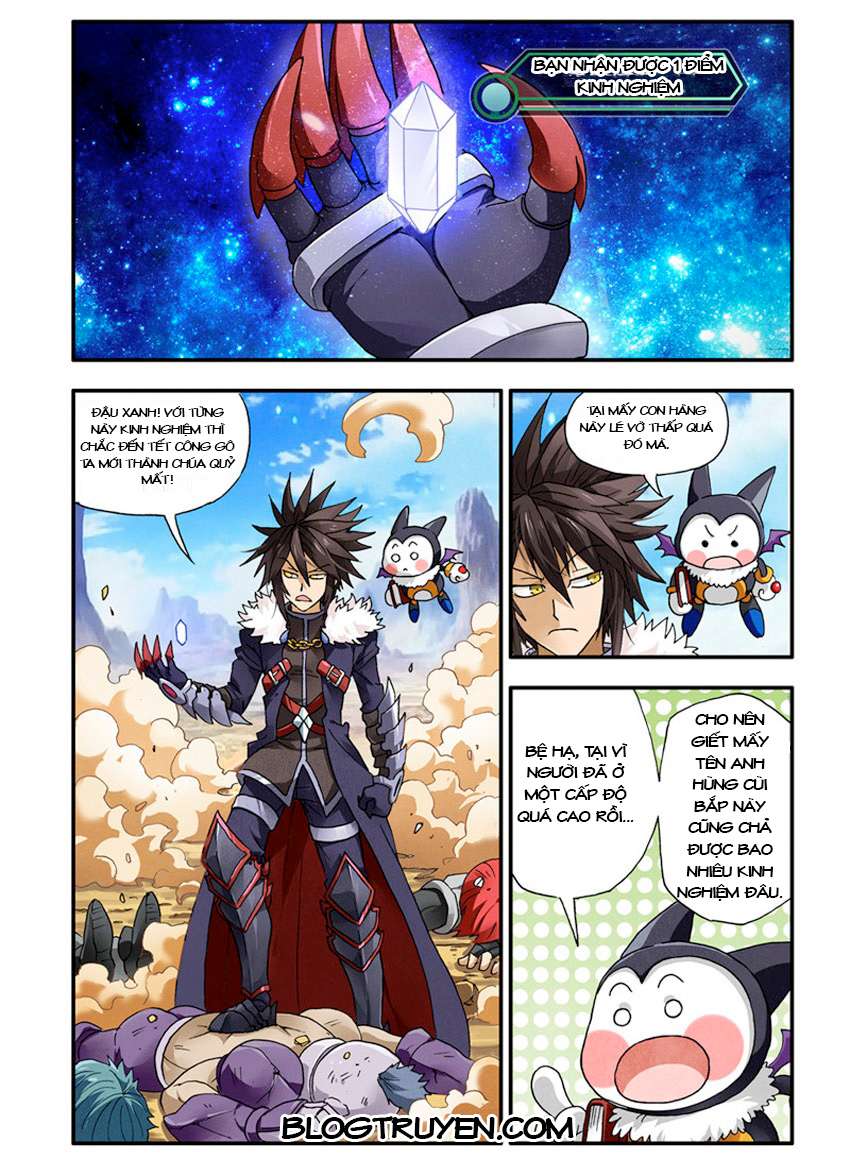 BẠN NHẬN ĐƯỢC 1 ĐIỂM
KINH NGHIỆM
ĐẬU XANH! VỚI TỪNG
NÀY KINH NGHIỆM THÌ
CHẮC ĐẾN TẾT CÔNG GÔ
TA MỚI THÀNH CHÚA QUỶ
MẤT!
TẠI MẤY CON HÀNG
NÀY LÉ VỜ THẤP QUÁ
ĐÓ MÀ.
BỆ HẠ, TẠI VÌ
NGƯỜI ĐÃ Ở
MỘT CẤP ĐỘ
QUÁ CAO RỒI...
CHO NÊN
GIẾT MẤY
TÊN ANH
HÙNG CÙI
BẮP NÀY
CŨNG CHẢ
ĐƯỢC BAO
NHIÊU KINH
NGHIỆM ĐÂU.
BLOGTRUYEN.COM